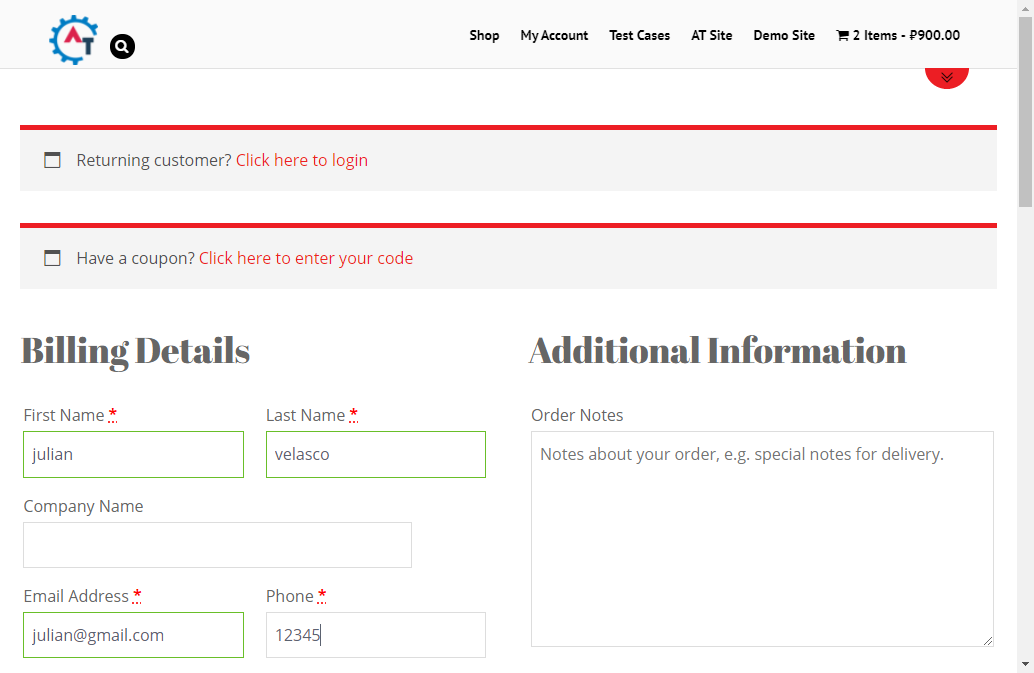 AT
Shop My Account Test Cases AT Site Demo Site 2 Items - ₽900.00
Returning customer? Click here to login
Have a coupon? Click here to enter your code
Billing Details
First Name * Last Name *
julian velasco
Company Name
Email Address * Phone *
julian@gmail.com 12345
Additional Information
Order Notes
Notes about your order, e.g. special notes for delivery.